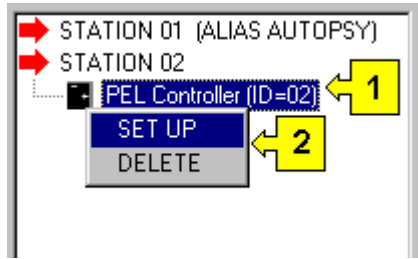 STATION 01 (ALIAS AUTOPSY)
STATION 02
PEL Controller (ID=02) 1
SET UP
2
DELETE